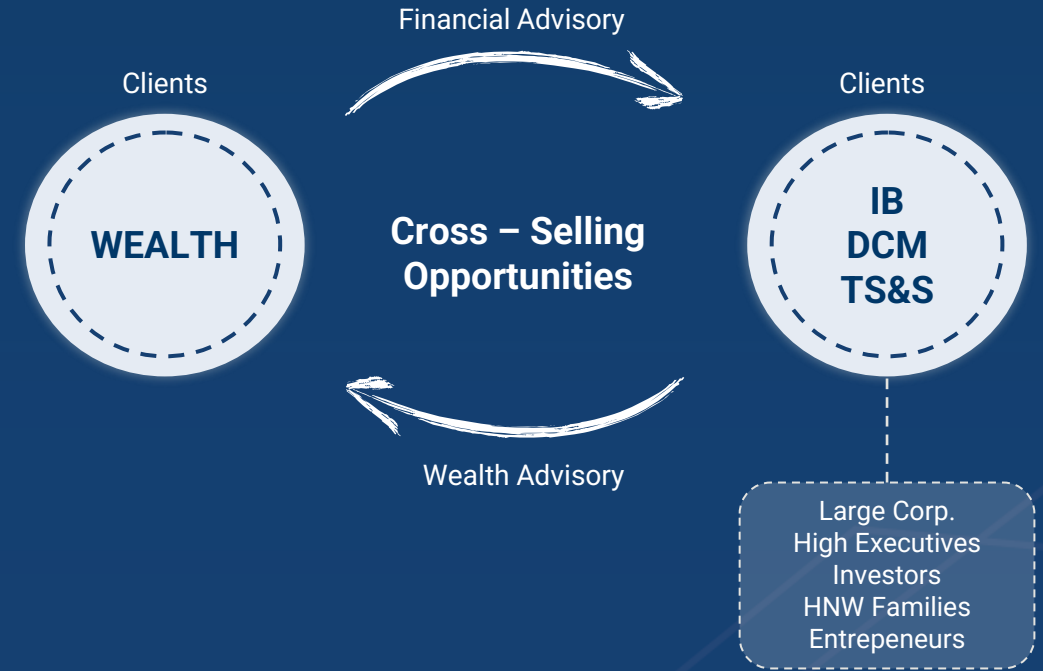 Financial Advisory
Clients
Clients
WEALTH
Cross – Selling
Opportunities
IB
DCM
TS&S
Wealth Advisory
Large Corp.
High Executives
Investors
HNW Families
Entrepeneurs